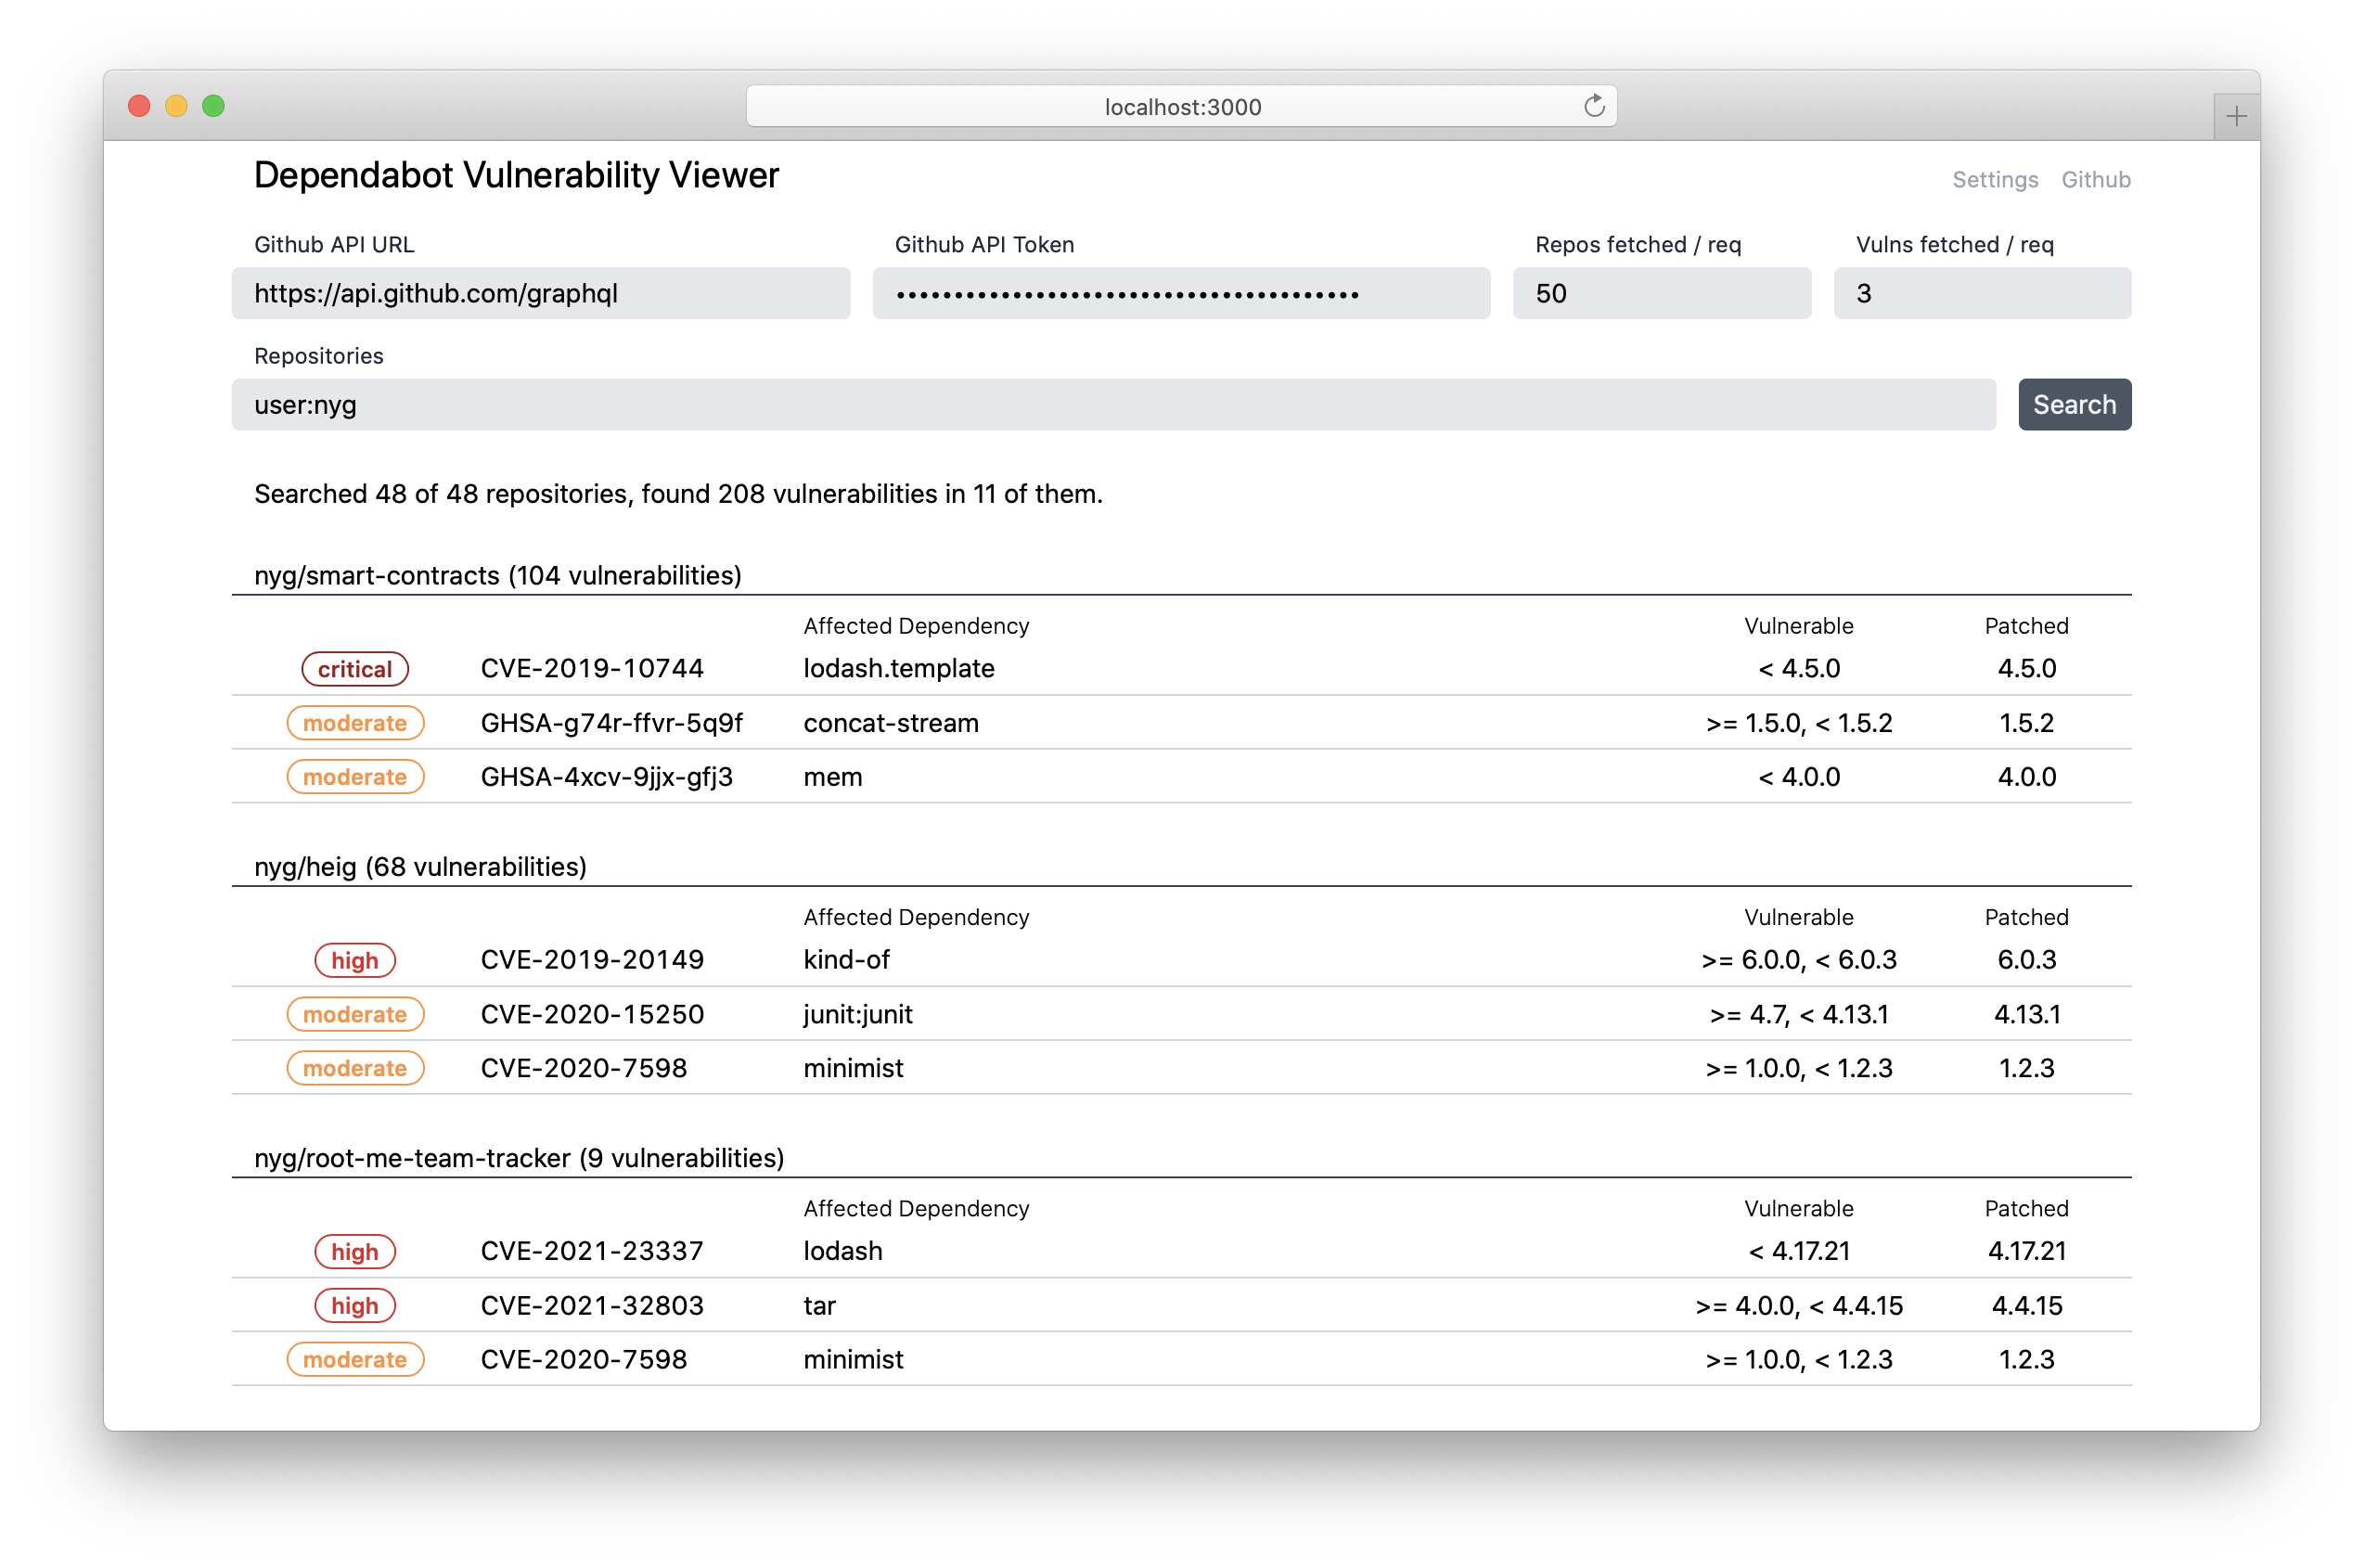 localhost:3000
Dependabot Vulnerability Viewer
Settings Github
Github API URL Github API Token Repos fetched / req Vulns fetched / req
https://api.github.com/graphql •••••••••••••••••••••••••••••••••••••••• 50 3
Repositories
user:nyg Search
Searched 48 of 48 repositories, found 208 vulnerabilities in 11 of them.
nyg/smart-contracts (104 vulnerabilities)
Affected Dependency Vulnerable Patched
critical CVE-2019-10744 lodash.template < 4.5.0 4.5.0
moderate GHSA-g74r-ffvr-5q9f concat-stream >= 1.5.0, < 1.5.2 1.5.2
moderate GHSA-4xcv-9jjx-gfj3 mem < 4.0.0 4.0.0
nyg/heig (68 vulnerabilities)
Affected Dependency Vulnerable Patched
high CVE-2019-20149 kind-of >= 6.0.0, < 6.0.3 6.0.3
moderate CVE-2020-15250 junit:junit >= 4.7, < 4.13.1 4.13.1
moderate CVE-2020-7598 minimist >= 1.0.0, < 1.2.3 1.2.3
nyg/root-me-team-tracker (9 vulnerabilities)
Affected Dependency Vulnerable Patched
high CVE-2021-23337 lodash < 4.17.21 4.17.21
high CVE-2021-32803 tar >= 4.0.0, < 4.4.15 4.4.15
moderate CVE-2020-7598 minimist >= 1.0.0, < 1.2.3 1.2.3